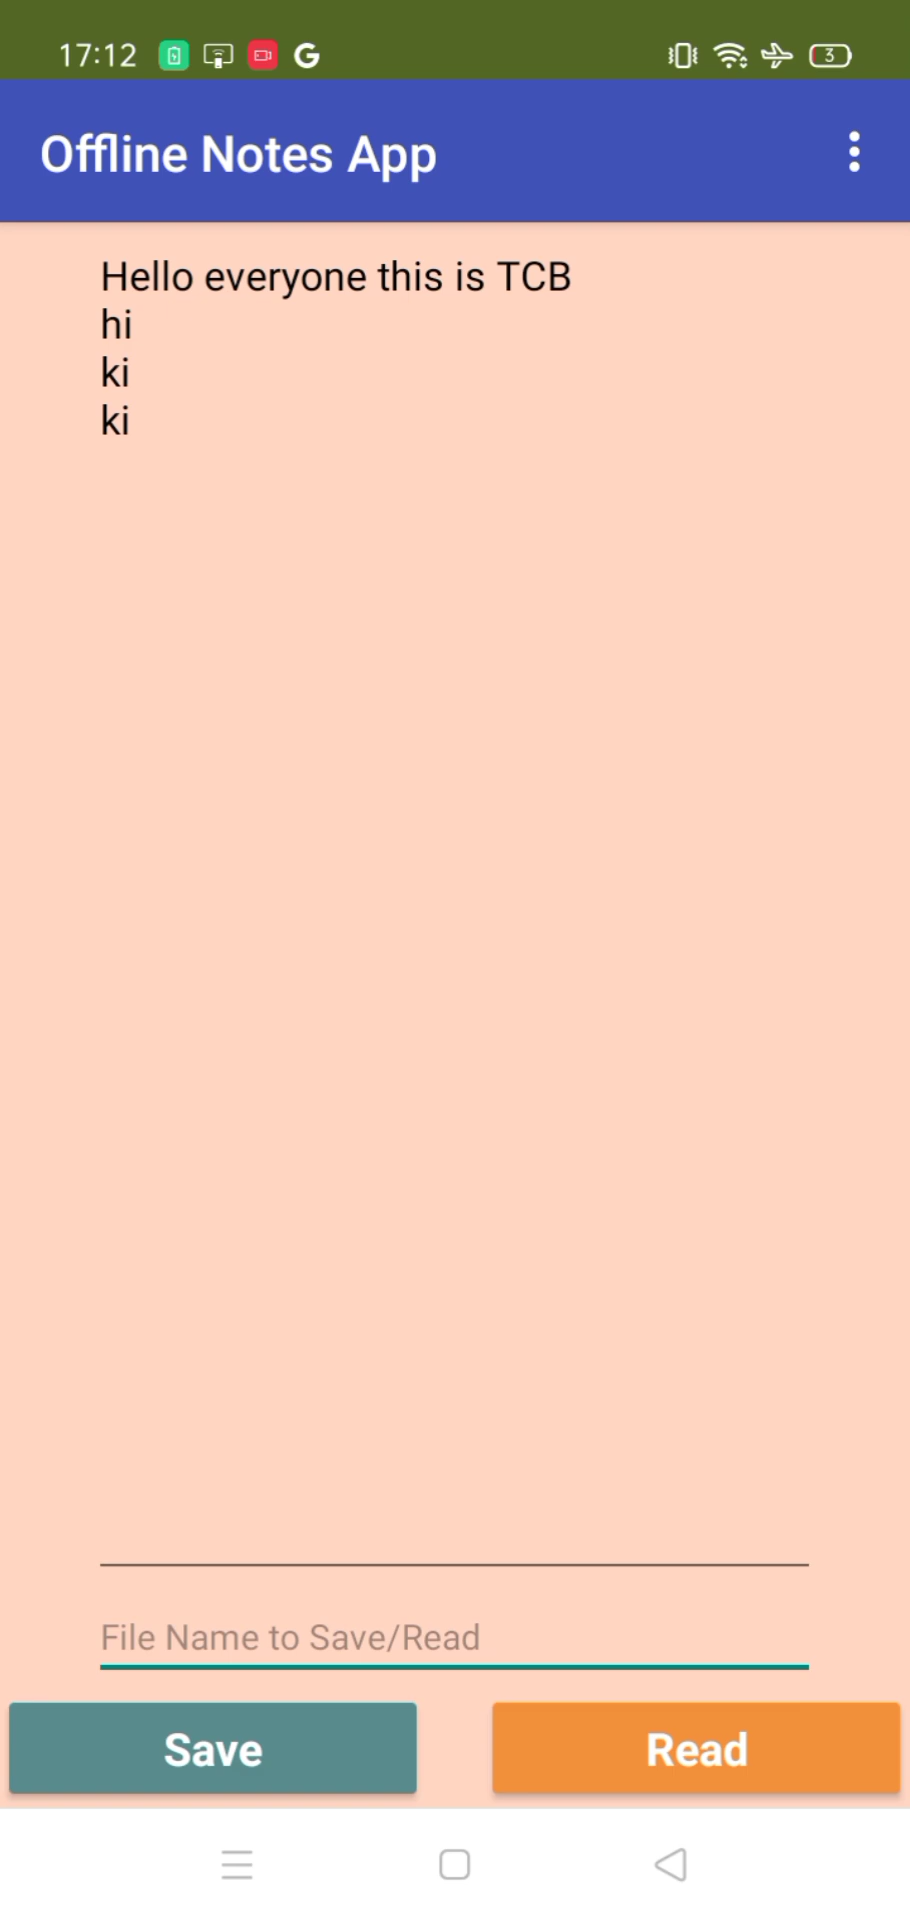 17:12 G 3
Offline Notes App
Hello everyone this is TCB
hi
ki
ki
File Name to Save/Read
Save Read